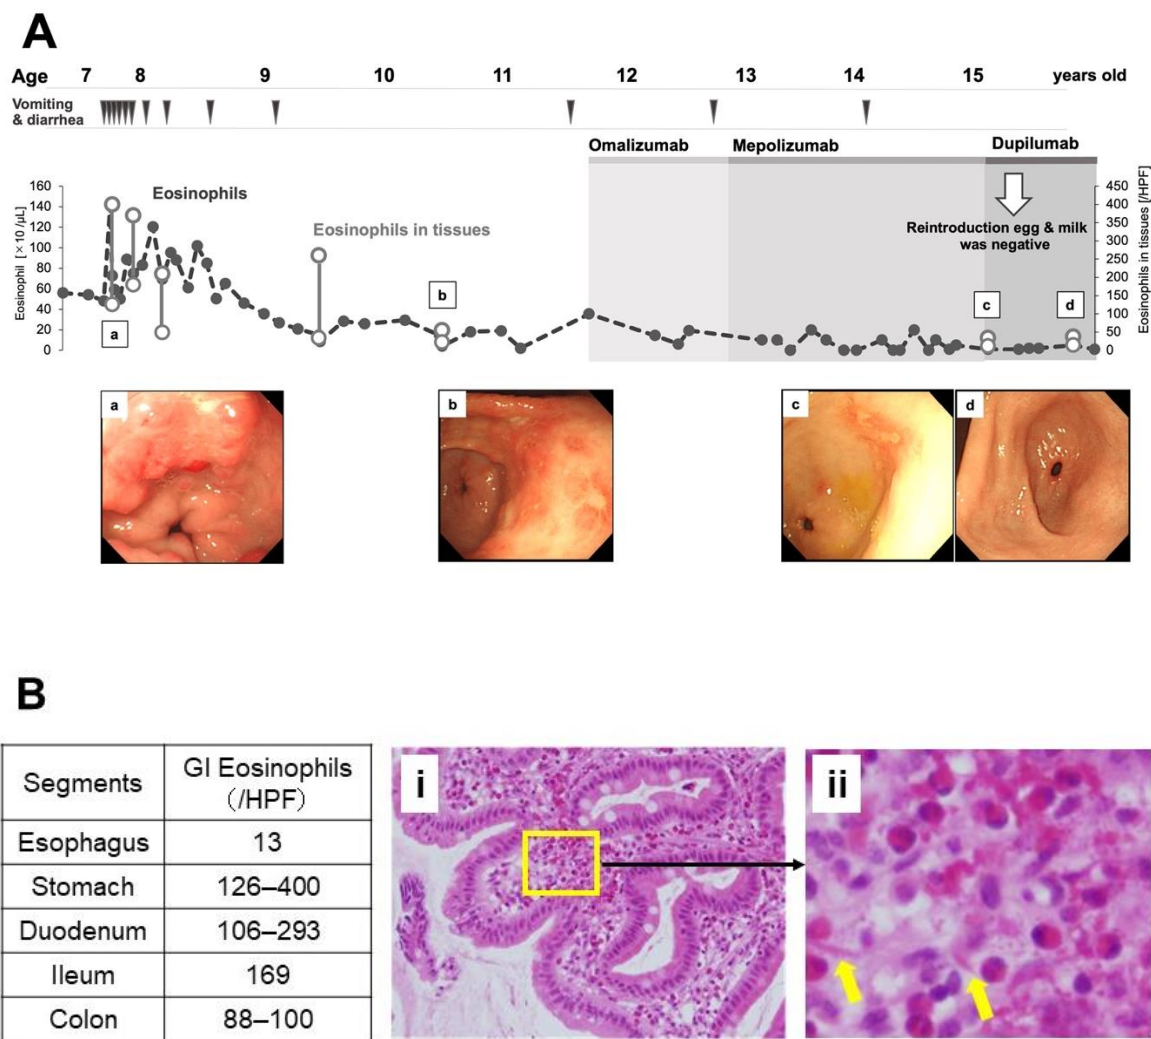 A
Age 7 8 9 10 11 12 13 14 15 years old
Vomiting
& diarrhea
Omalizumab Mepolizumab Dupilumab
Eosinophils
Eosinophils in tissues
Reintroduction egg & milk
was negative
Eosinophil [×10 /μL]
160
140
120
100
80
60
40
20
0
Eosinophils in tissues [/HPF]
450
400
350
300
250
200
150
100
50
0
a
b
c
d
a
b
c
d
B
Segments GI Eosinophils
(/HPF)
Esophagus 13
Stomach 126–400
Duodenum 106–293
Ileum 169
Colon 88–100
i
ii